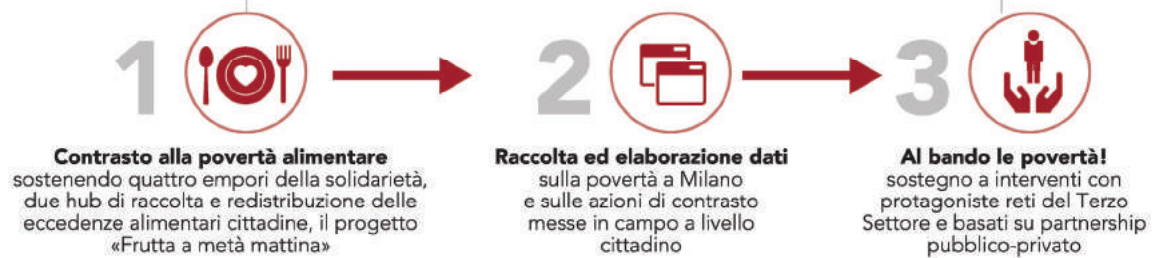 1
Contrasto alla povertà alimentare
sostenendo quattro empori della solidarietà,
due hub di raccolta e redistribuzione delle
eccedenze alimentari cittadine, il progetto
«Frutta a metà mattina»
2
Raccolta ed elaborazione dati
sulla povertà a Milano
e sulle azioni di contrasto
messe in campo a livello
cittadino
3
Al bando le povertà!
sostegno a interventi con
protagoniste reti del Terzo
Settore e basati su partnership
pubblico-privato